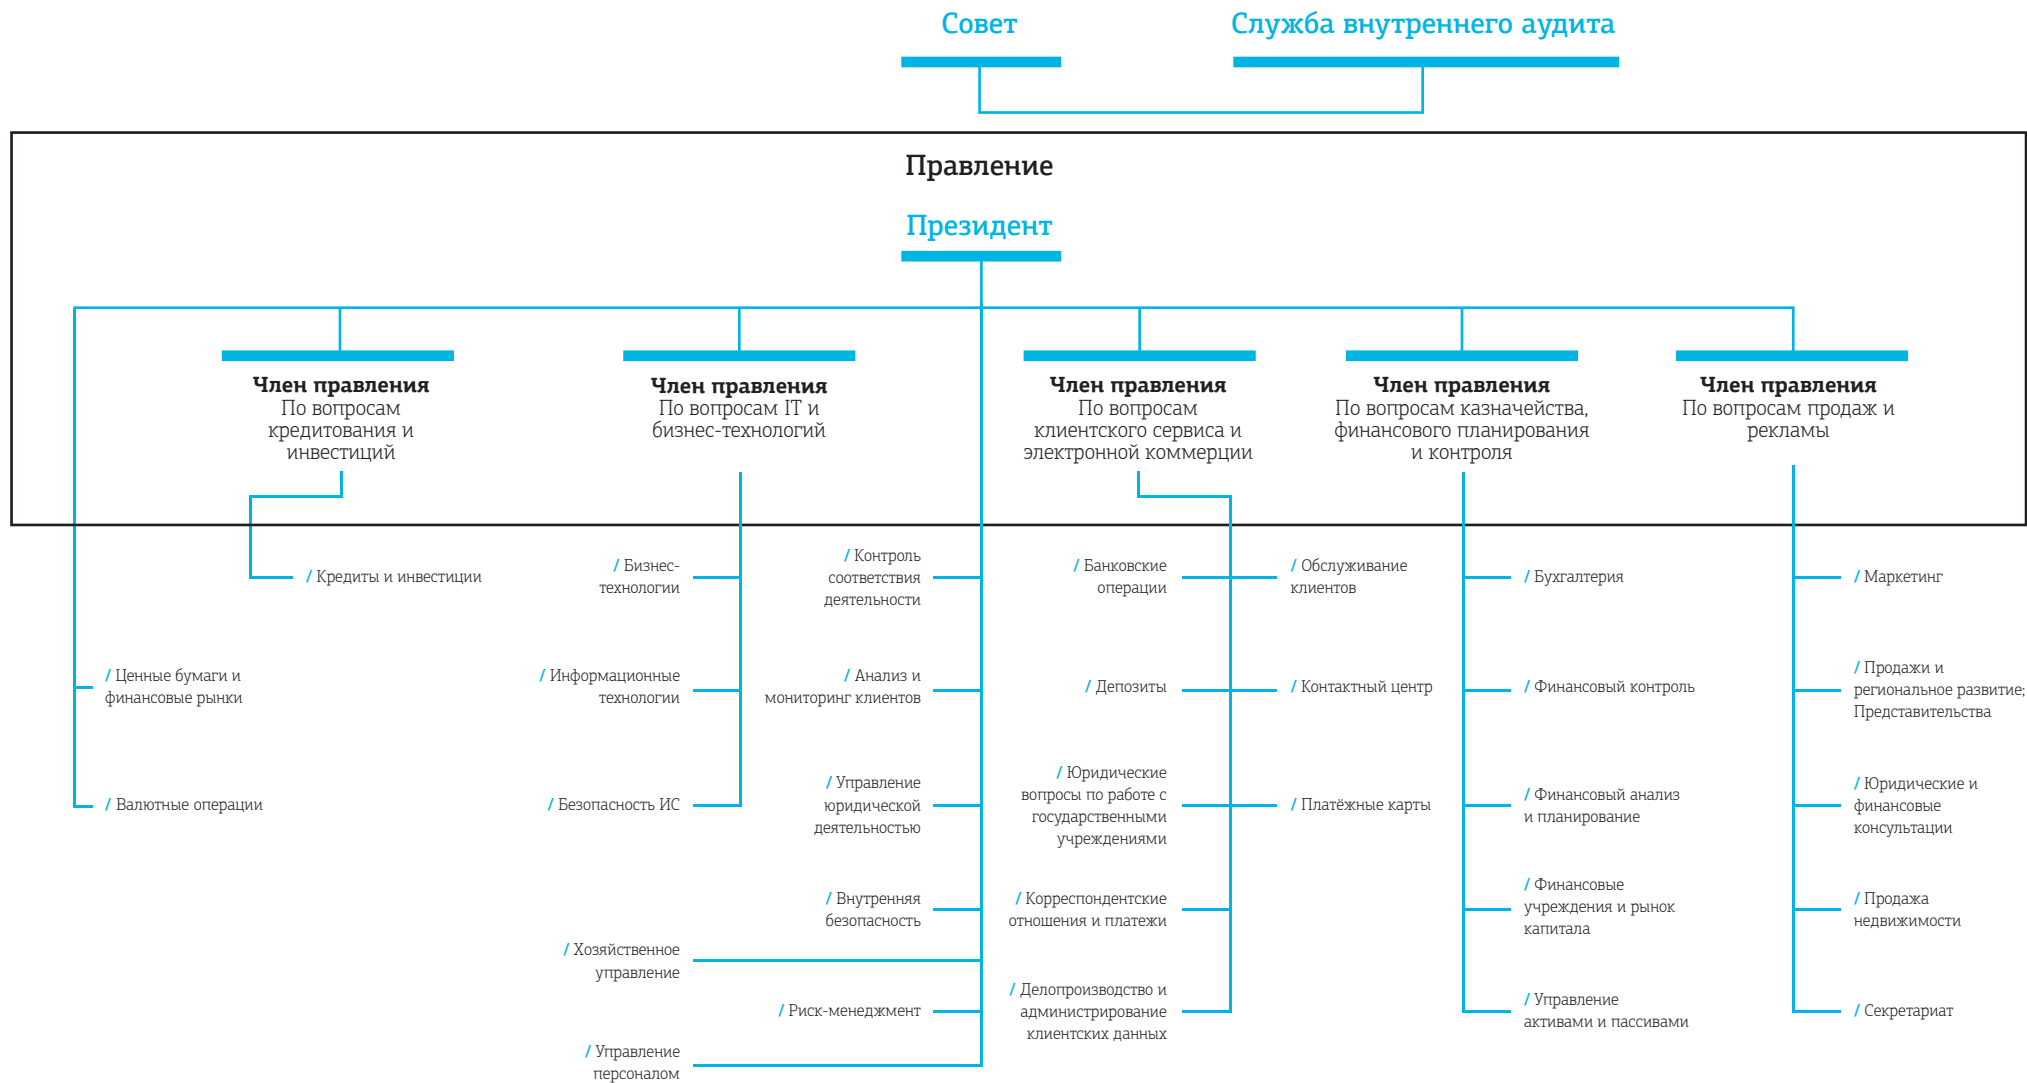 Совет
Служба внутреннего аудита
Правление
Президент
Член правления
По вопросам
кредитования и
инвестиций
Член правления
По вопросам IT и
бизнес-технологий
Член правления
По вопросам
клиентского сервиса и
электронной коммерции
Член правления
По вопросам казначейства,
финансового планирования
и контроля
Член правления
По вопросам продаж и
рекламы
/ Ценные бумаги и
финансовые рынки
/ Валютные операции
/ Кредиты и инвестиции
/ Бизнес-
технологии
/ Информационные
технологии
/ Безопасность ИС
/ Контроль
соответствия
деятельности
/ Анализ и
мониторинг клиентов
/ Управление
юридической
деятельностью
/ Внутренняя
безопасность
/ Хозяйственное
управление
/ Риск-менеджмент
/ Управление
персоналом
/ Банковские
операции
/ Депозиты
/ Юридические
вопросы по работе с
государственными
учреждениями
/ Корреспондентские
отношения и платежи
/ Делопроизводство и
администрирование
клиентских данных
/ Обслуживание
клиентов
/ Контактный центр
/ Платёжные карты
/ Бухгалтерия
/ Финансовый контроль
/ Финансовый анализ
и планирование
/ Финансовые
учреждения и рынок
капитала
/ Управление
активами и пассивами
/ Маркетинг
/ Продажи и
региональное развитие;
Представительства
/ Юридические и
финансовые
консультации
/ Продажа
недвижимости
/ Секретариат